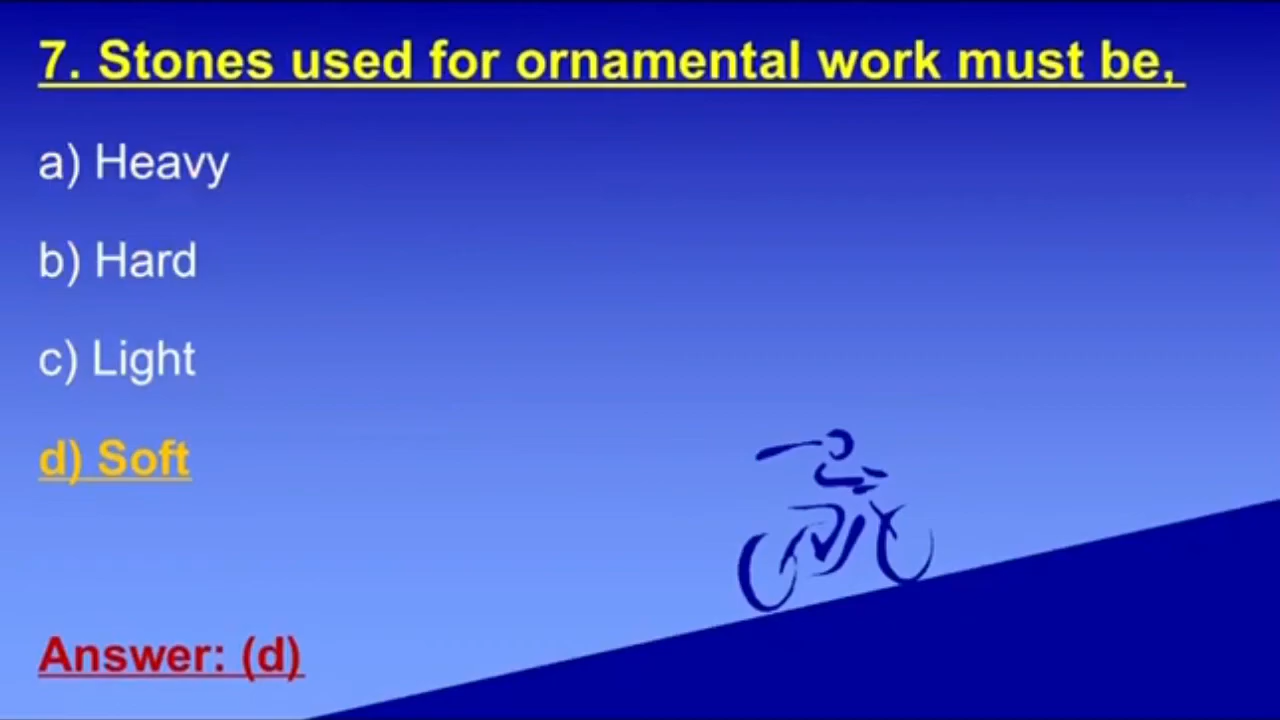 7. Stones used for ornamental work must be,
a) Heavy
b) Hard
c) Light
d) Soft
Answer: (d)